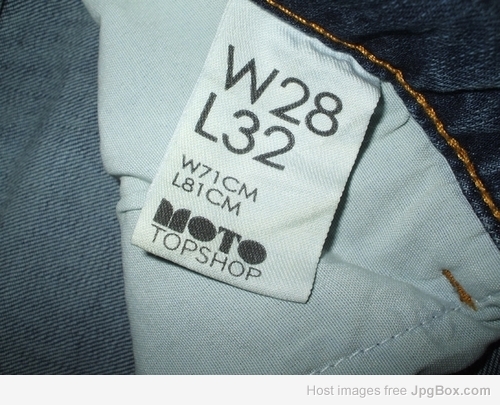 W28
L32
W71CM
L81CM
MOTO
TOPSHOP
Host images free JpgBox.com